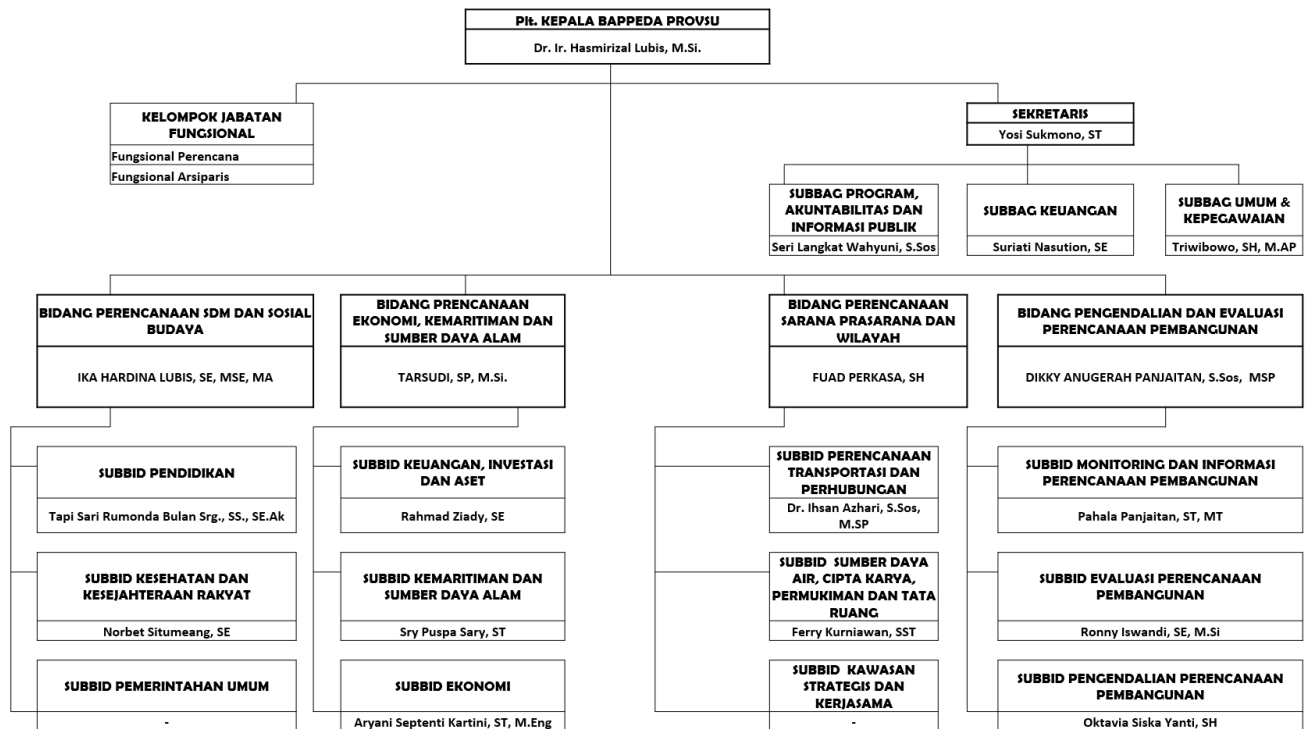 Plt. KEPALA BAPPEDA PROVSU
Dr. Ir. Hasmirizal Lubis, M.Si.
KELOMPOK JABATAN
FUNGSIONAL
Fungsional Perencana
Fungsional Arsiparis
SEKRETARIS
Yosi Sukmono, ST
SUBBAG PROGRAM,
AKUNTABILITAS DAN
INFORMASI PUBLIK
Seri Langkat Wahyuni, S.Sos
SUBBAG KEUANGAN
Suriati Nasution, SE
SUBBAG UMUM &
KEPEGAWAIAN
Triwibowo, SH, M.AP
BIDANG PERENCANAAN SDM DAN SOSIAL
BUDAYA
IKA HARDINA LUBIS, SE, MSE, MA
BIDANG PRENCANAAN
EKONOMI, KEMARITIMAN DAN
SUMBER DAYA ALAM
TARSUDI, SP, M.Si.
BIDANG PERENCANAAN
SARANA PRASARANA DAN
WILAYAH
FUAD PERKASA, SH
BIDANG PENGENDALIAN DAN EVALUASI
PERENCANAAN PEMBANGUNAN
DIKKY ANUGERAH PANJAITAN, S.Sos, MSP
SUBBID PENDIDIKAN
Tapi Sari Rumonda Bulan Srg., SS., SE.Ak
SUBBID KEUANGAN, INVESTASI
DAN ASET
Rahmad Ziady, SE
SUBBID PERENCANAAN
TRANSPORTASI DAN
PERHUBUNGAN
Dr. Ihsan Azhari, S.Sos,
M.SP
SUBBID MONITORING DAN INFORMASI
PERENCANAAN PEMBANGUNAN
Pahala Panjaitan, ST, MT
SUBBID KESEHATAN DAN
KESEJAHTERAAN RAKYAT
Norbet Situmeang, SE
SUBBID KEMARITIMAN DAN
SUMBER DAYA ALAM
Sry Puspa Sary, ST
SUBBID SUMBER DAYA
AIR, CIPTA KARYA,
PERMUKIMAN DAN TATA
RUANG
Ferry Kurniawan, SST
SUBBID EVALUASI PERENCANAAN
PEMBANGUNAN
Ronny Iswandi, SE, M.Si
SUBBID PEMERINTAHAN UMUM
-
SUBBID EKONOMI
Aryani Septenti Kartini, ST, M.Eng
SUBBID KAWASAN
STRATEGIS DAN
KERJASAMA
-
SUBBID PENGENDALIAN PERENCANAAN
PEMBANGUNAN
Oktavia Siska Yanti, SH